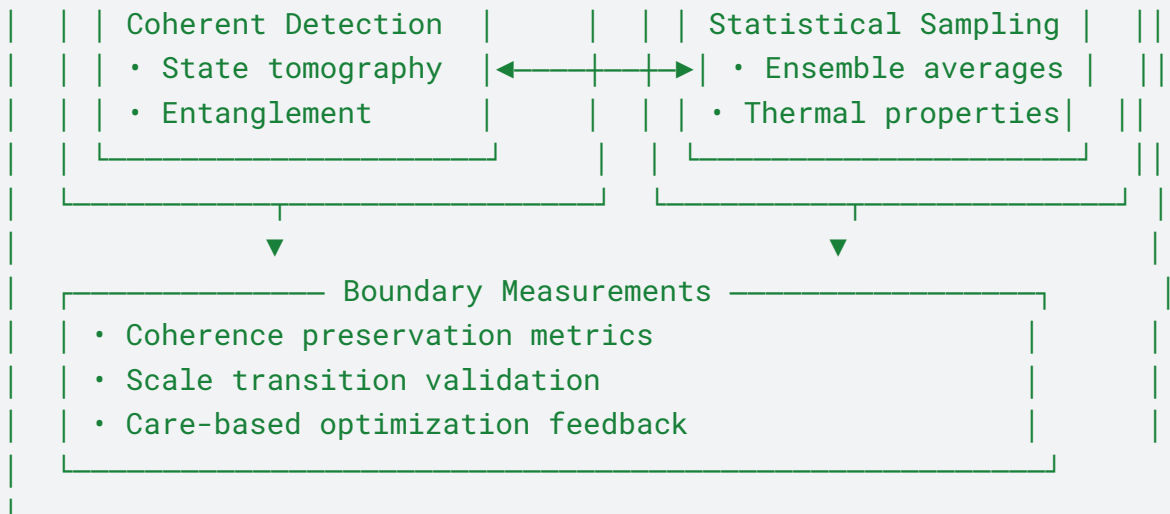 Coherent Detection Statistical Sampling
• State tomography • Ensemble averages
• Entanglement • Thermal properties
Boundary Measurements
• Coherence preservation metrics
• Scale transition validation
• Care-based optimization feedback